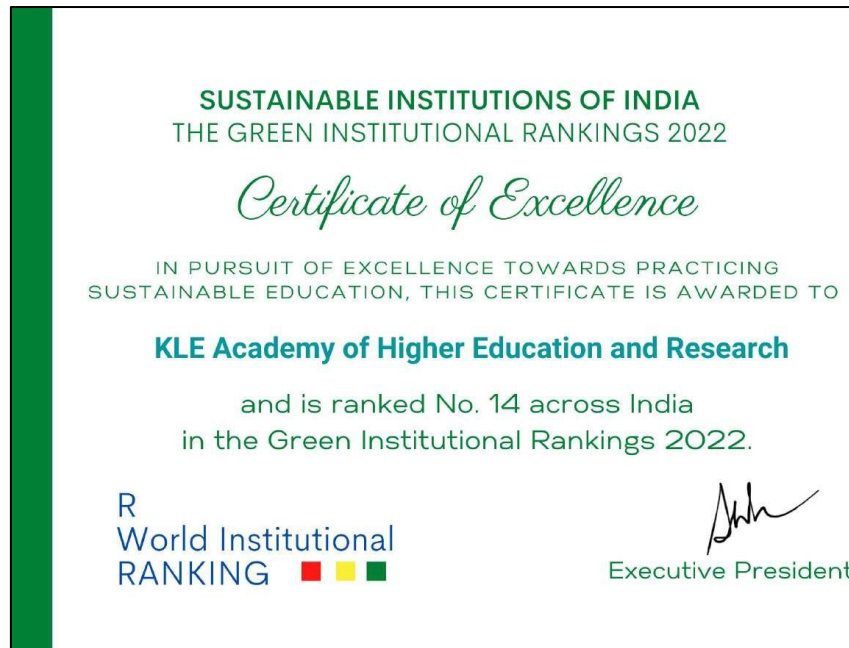 SUSTAINABLE INSTITUTIONS OF INDIA
THE GREEN INSTITUTIONAL RANKINGS 2022
Certificate of Excellence
IN PURSUIT OF EXCELLENCE TOWARDS PRACTICING
SUSTAINABLE EDUCATION, THIS CERTIFICATE IS AWARDED TO
KLE Academy of Higher Education and Research
and is ranked No. 14 across India
in the Green Institutional Rankings 2022.
R
World Institutional
RANKING
Executive President